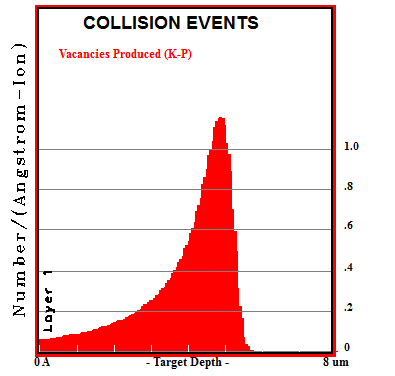 COLLISION EVENTS
Vacancies Produced (K-P)
Number/(Angstrom-Ion)
Layer 1
1.0
.8
.6
.4
.2
0
0 A - Target Depth - 8 um